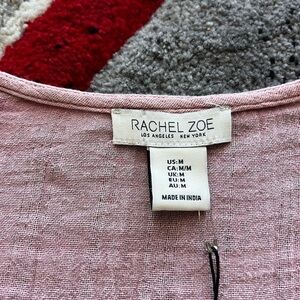 RACHEL ZOE
LOS ANGELES NEW YORK
US:M
CA:M/M
UK:M
EU:M
AU:M
MADE IN INDIA